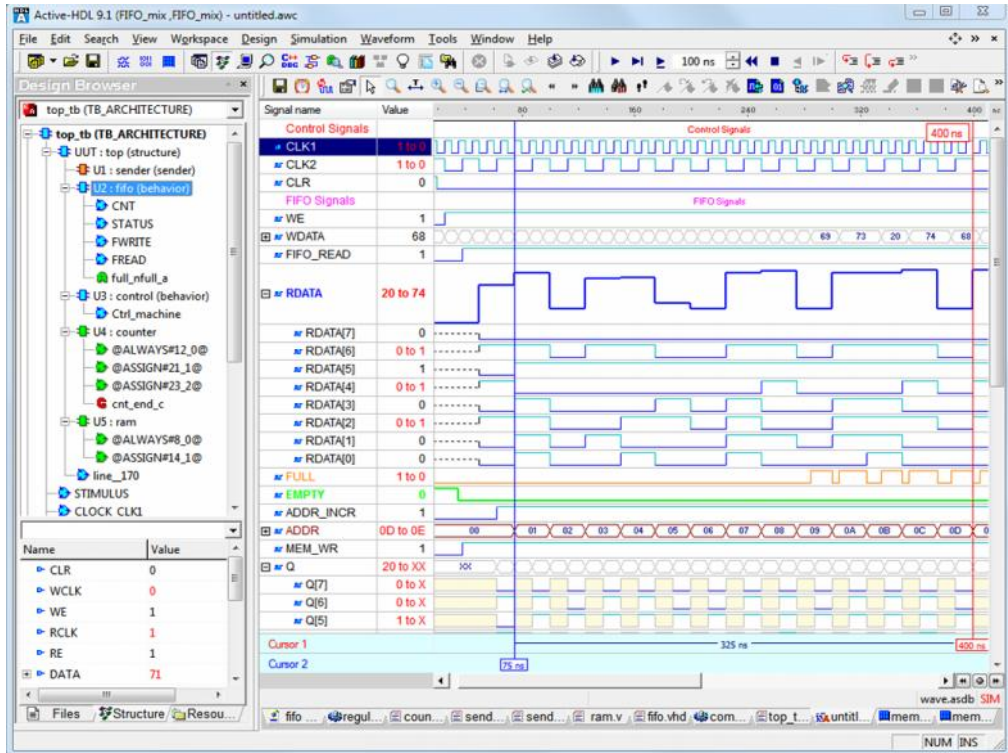 Active-HDL 9.1 (FIFO_mix ,FIFO_mix) - untitled.awc
File Edit Search View Workspace Design Simulation Waveform Tools Window Help
100 ns
Design Browser
top_tb (TB_ARCHITECTURE)
top_tb (TB_ARCHITECTURE)
UUT : top (structure)
U1 : sender (sender)
U2 : fifo (behavior)
CNT
STATUS
FWRITE
FREAD
full_nfull_a
U3 : control (behavior)
Ctrl_machine
U4 : counter
@ALWAYS#12_0@
@ASSIGN#21_1@
@ASSIGN#23_2@
cnt_end_c
U5 : ram
@ALWAYS#8_0@
@ASSIGN#14_1@
line__170
STIMULUS
CLOCK CLK1
Name Value
CLR 0
WCLK 0
WE 1
RCLK 1
RE 1
DATA 71
Files Structure Resou...
Signal name Value 80 160 240 320 400 ns
Control Signals Control Signals 400 ns
CLK1 1 to 0
CLK2 1 to 0
CLR 0
FIFO Signals FIFO Signals
WE 1
WDATA 68 69 73 20 74 68
FIFO_READ 1
RDATA 20 to 74
RDATA[7] 0
RDATA[6] 0 to 1
RDATA[5] 1
RDATA[4] 0 to 1
RDATA[3] 0
RDATA[2] 0 to 1
RDATA[1] 0
RDATA[0] 0
FULL 1 to 0
EMPTY 0
ADDR_INCR 1
ADDR 0D to 0E 00 01 02 03 04 05 06 07 08 09 0A 0B 0C 0D
MEM_WR 1
Q 20 to XX XX
Q[7] 0 to X
Q[6] 0 to X
Q[5] 1 to X
Cursor 1 325 ns 400 ns
Cursor 2 75 ns
wave.asdb SIM
fifo ... regul... coun... send... send... ram.v fifo.vhd com... top_t... untitl... mem... mem...
NUM INS